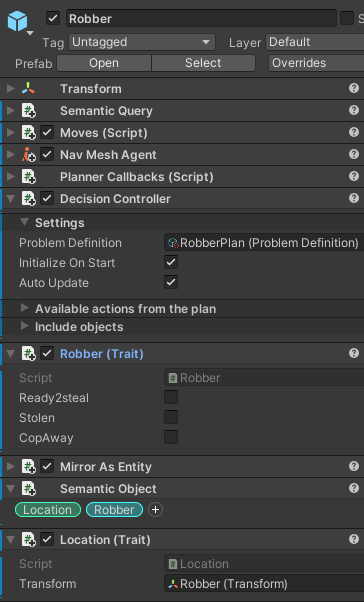 Robber S
Tag Untagged Layer Default
Prefab Open Select Overrides
Transform
Semantic Query
Moves (Script)
Nav Mesh Agent
Planner Callbacks (Script)
Decision Controller
Settings
Problem Definition RobberPlan (Problem Definition)
Initialize On Start
Auto Update
Available actions from the plan
Include objects
Robber (Trait)
Script Robber
Ready2steal
Stolen
CopAway
Mirror As Entity
Semantic Object
Location Robber
Location (Trait)
Script Location
Transform Robber (Transform)